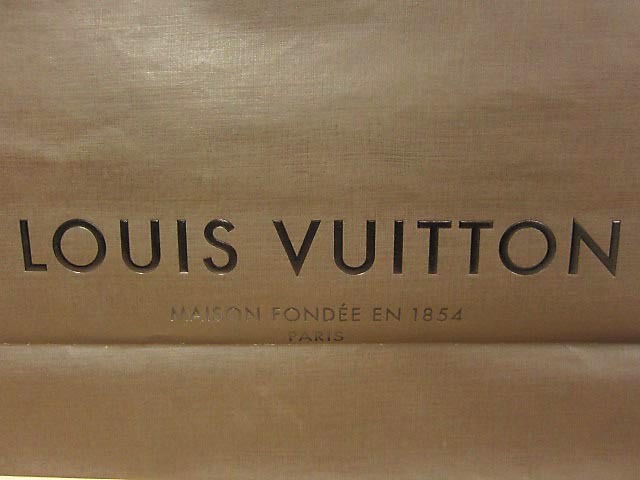 LOUIS VUITTON
MAISON FONDÉE EN 1854
PARIS